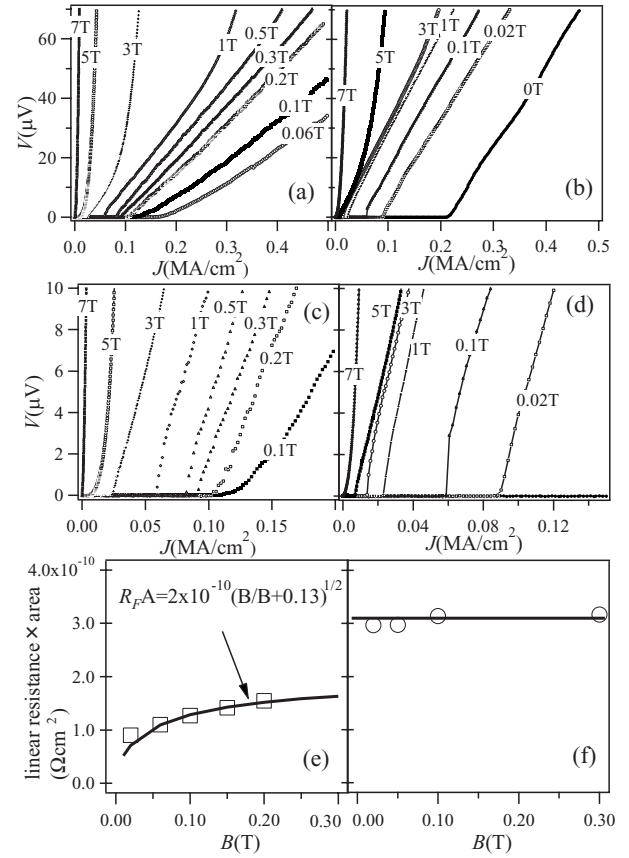 60
40
20
0
V(μV)
7T
5T
3T
1T
0.5T
0.3T
0.2T
0.1T
0.06T
(a)
0.0 0.1 0.2 0.3 0.4
J(MA/cm²)
7T
5T
3T
1T
0.1T
0.02T
0T
(b)
0.0 0.1 0.2 0.3 0.4 0.5
J(MA/cm²)
10
8
6
4
2
0
V(μV)
7T
5T
3T
1T
0.5T
0.3T
0.2T
0.1T
(c)
0.00 0.05 0.10 0.15
J(MA/cm²)
7T
5T
3T
1T
0.1T
0.02T
(d)
0.00 0.04 0.08 0.12
J(MA/cm²)
linear resistance × area
(Ωcm²)
4.0x10⁻¹⁰
3.0
2.0
1.0
0.0
R_FA=2x10⁻¹⁰(B/B+0.13)^1/2
(e)
0.00 0.10 0.20 0.30
B(T)
(f)
0.00 0.10 0.20 0.30
B(T)